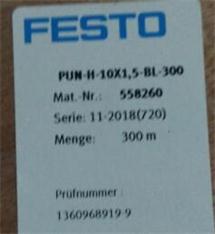 FESTO
PUN-H-10X1,5-BL-300
Mat.-Nr.: 558260
Serie: 11-2018(720)
Menge: 300 m
Prüfnummer :
1360968919-9